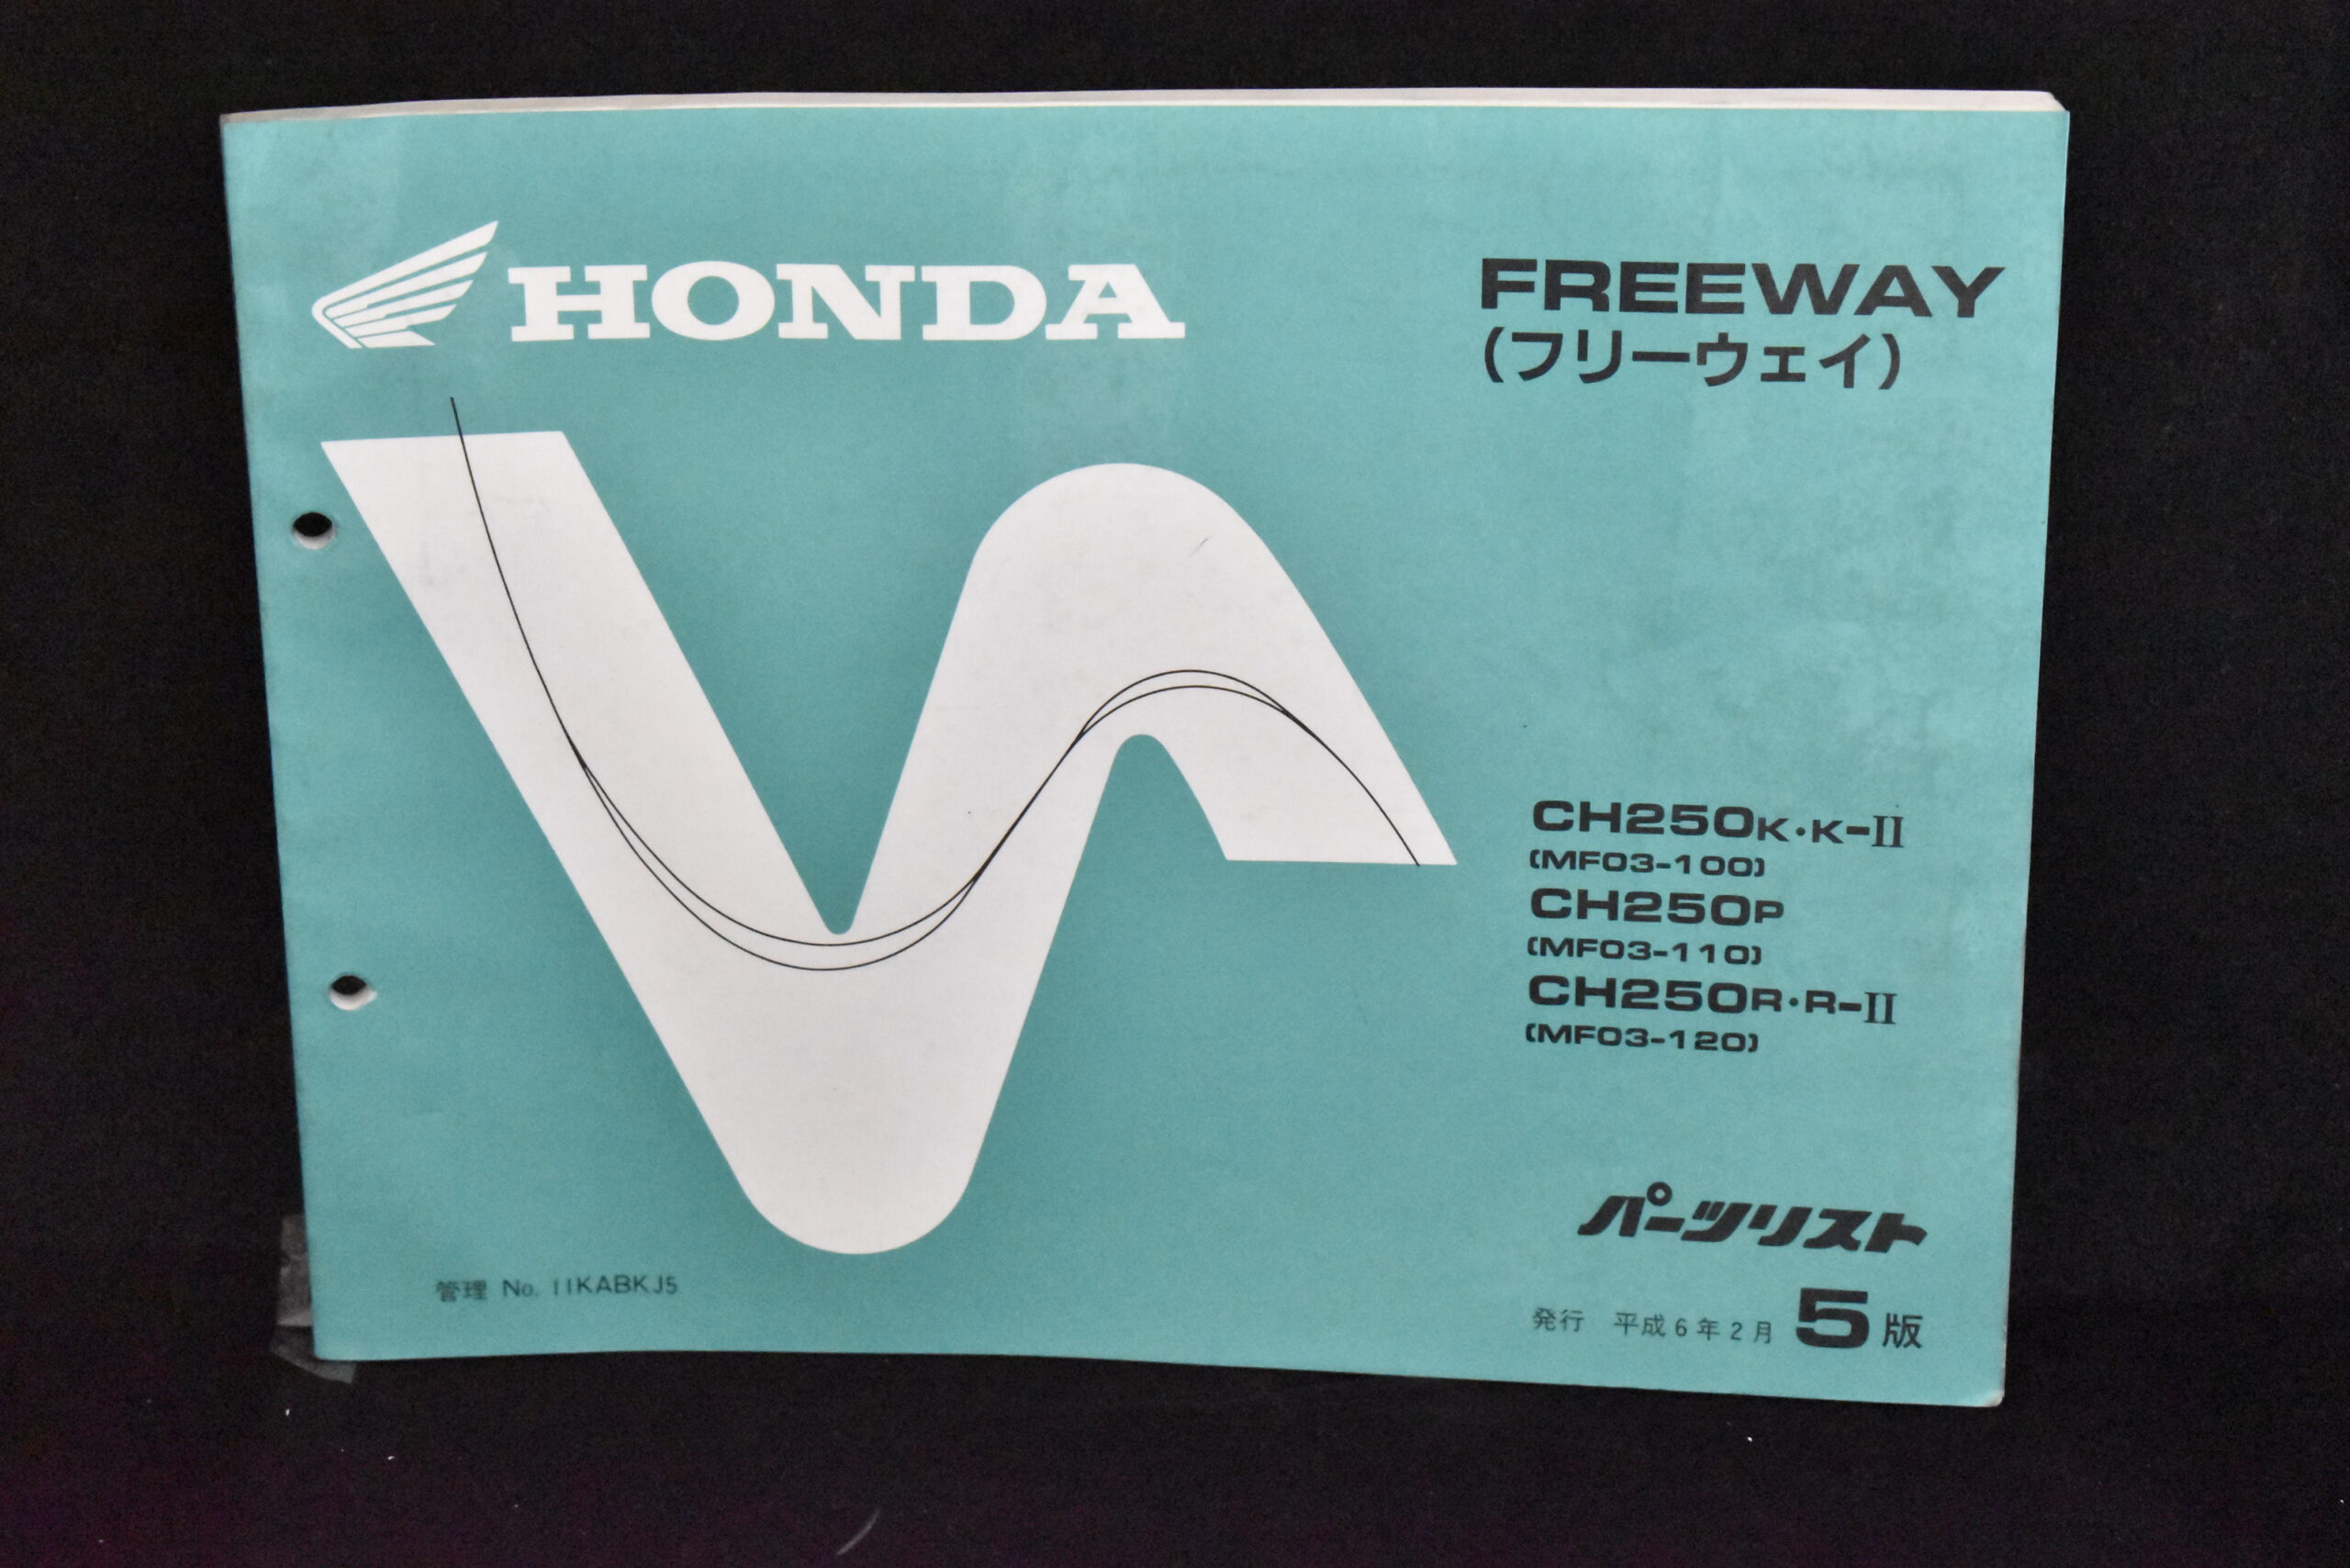 HONDA
FREEWAY
(フリーウェイ)
CH250K・K-II
(MF03-100)
CH250P
(MF03-110)
CH250R・R-II
(MF03-120)
パーツリスト
管理 No. 11KABKJ5
発行 平成6年2月 5版